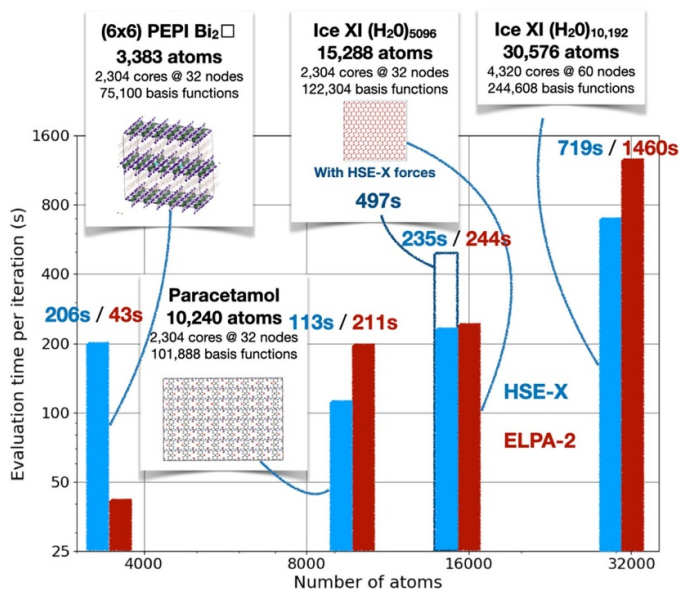 (6x6) PEPI Bi₂□
3,383 atoms
2,304 cores @ 32 nodes
75,100 basis functions
Ice XI (H₂0)₅₀₉₆
15,288 atoms
2,304 cores @ 32 nodes
122,304 basis functions
With HSE-X forces
497s
Ice XI (H₂0)₁₀,₁₉₂
30,576 atoms
4,320 cores @ 60 nodes
244,608 basis functions
Paracetamol
10,240 atoms
2,304 cores @ 32 nodes
101,888 basis functions
206s / 43s
113s / 211s
235s / 244s
719s / 1460s
HSE-X
ELPA-2
Evaluation time per iteration (s)
1600
800
400
200
100
50
25
4000
8000
16000
32000
Number of atoms